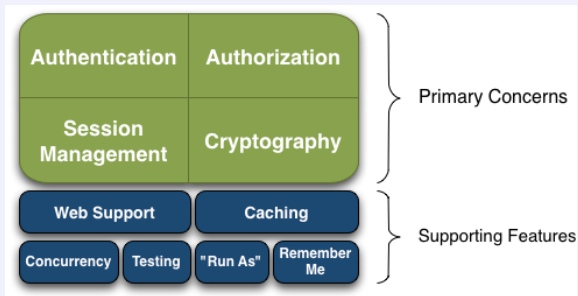 Authentication
Authorization
Primary Concerns
Session
Management
Cryptography
Web Support
Caching
Supporting Features
Concurrency
Testing
"Run As"
Remember
Me